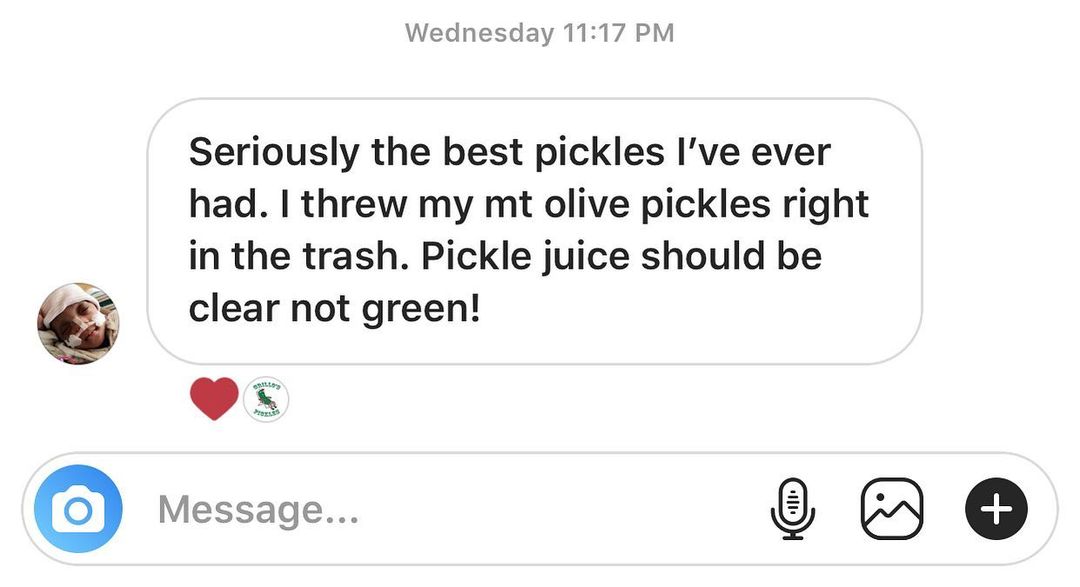 Wednesday 11:17 PM
Seriously the best pickles I’ve ever
had. I threw my mt olive pickles right
in the trash. Pickle juice should be
clear not green!
GRILLO'S
PICKLES
Message...